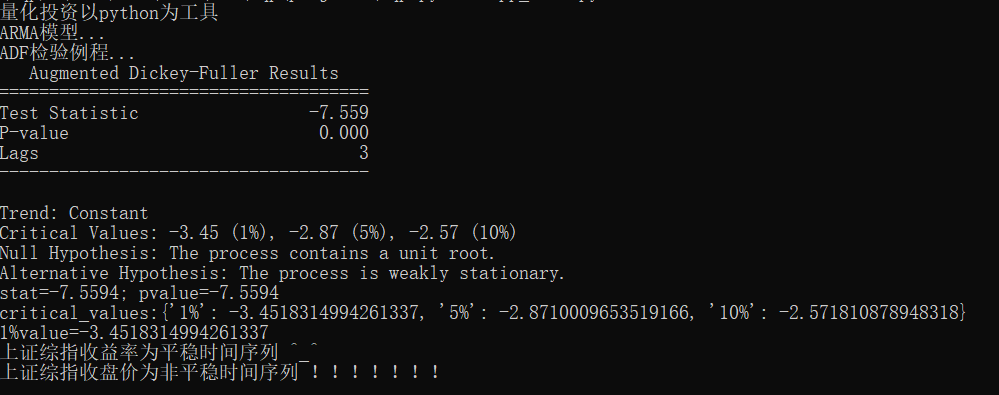 量化投资以python为工具
ARMA模型...
ADF检验例程...
Augmented Dickey-Fuller Results
=====================================
Test Statistic -7.559
P-value 0.000
Lags 3
-------------------------------------
Trend: Constant
Critical Values: -3.45 (1%), -2.87 (5%), -2.57 (10%)
Null Hypothesis: The process contains a unit root.
Alternative Hypothesis: The process is weakly stationary.
stat=-7.5594; pvalue=-7.5594
critical_values:{'1%': -3.4518314994261337, '5%': -2.8710009653519166, '10%': -2.571810878948318}
1%value=-3.4518314994261337
上证综指收益率为平稳时间序列 ^_^
上证综指收盘价为非平稳时间序列 !!!!!!!